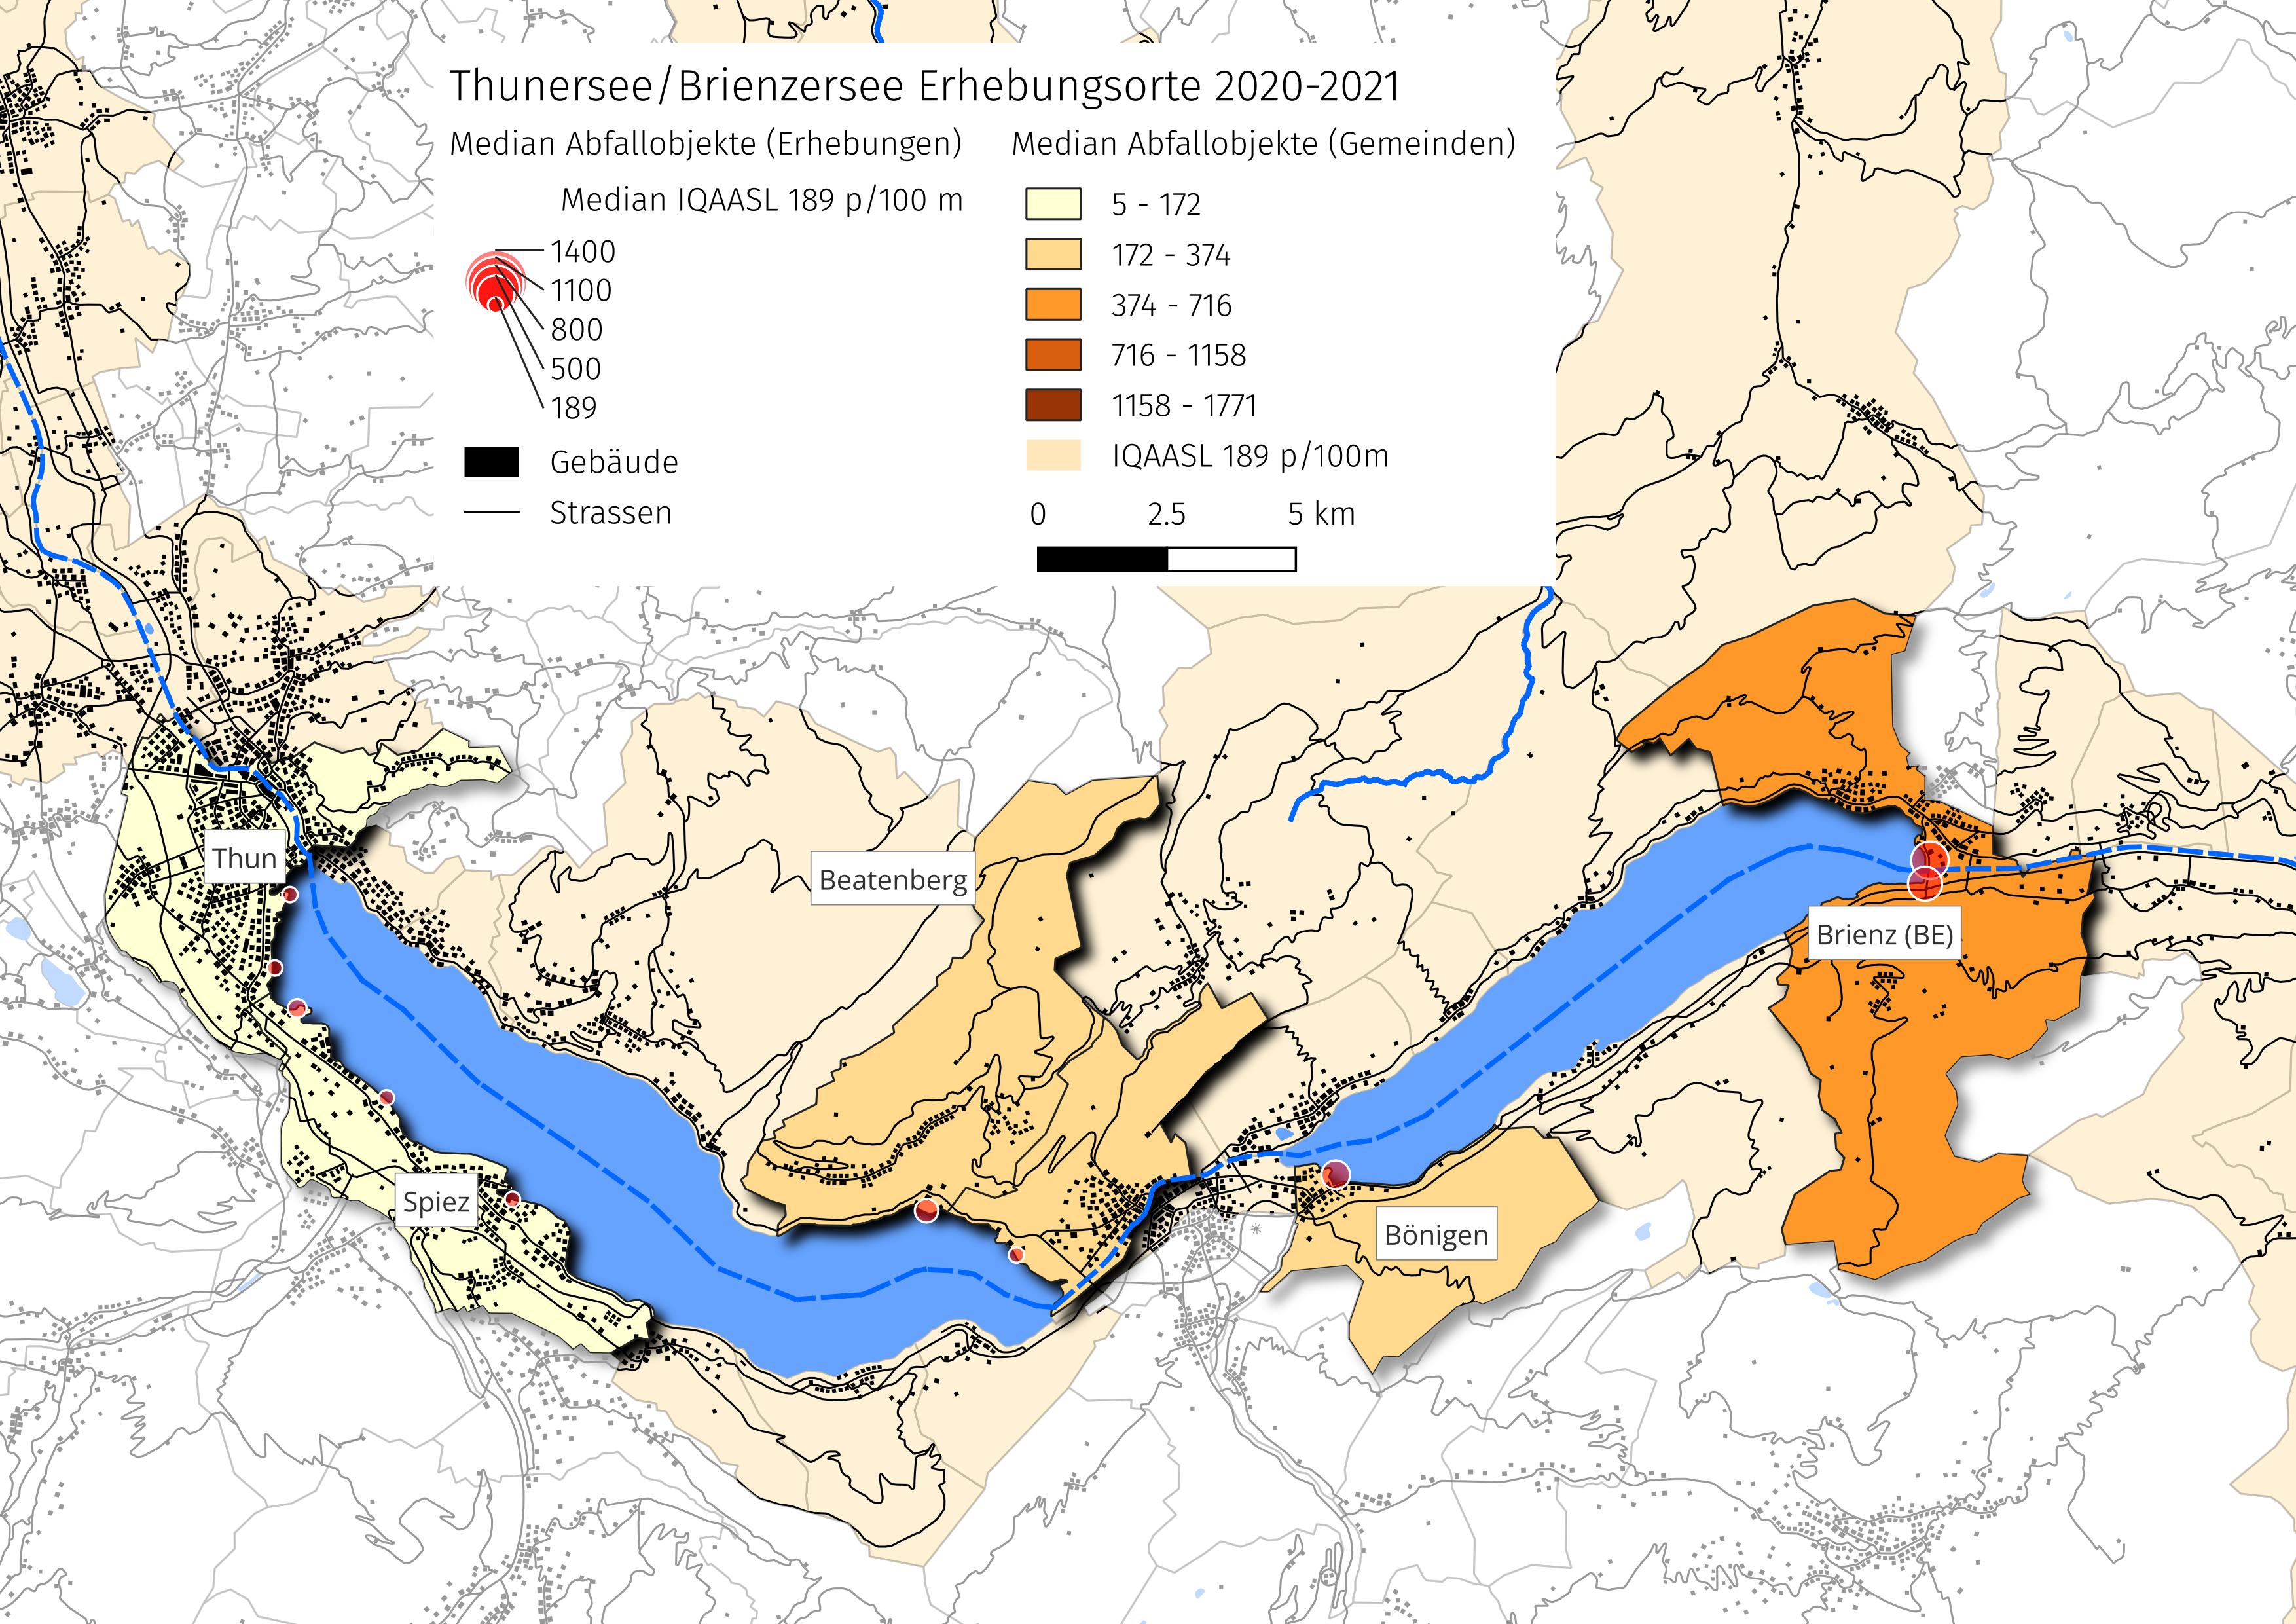 Thunersee/Brienzersee Erhebungsorte 2020-2021
Median Abfallobjekte (Erhebungen)
Median IQAASL 189 p/100 m
1400
1100
800
500
189
Gebäude
Strassen
Median Abfallobjekte (Gemeinden)
5 - 172
172 - 374
374 - 716
716 - 1158
1158 - 1771
IQAASL 189 p/100m
0 2.5 5 km
Thun
Beatenberg
Brienz (BE)
Spiez
Bönigen